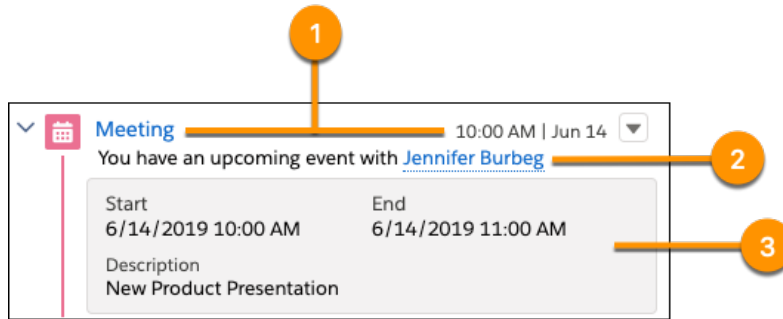 1
Meeting 10:00 AM | Jun 14
You have an upcoming event with Jennifer Burbeg
2
Start End
6/14/2019 10:00 AM 6/14/2019 11:00 AM
3
Description
New Product Presentation